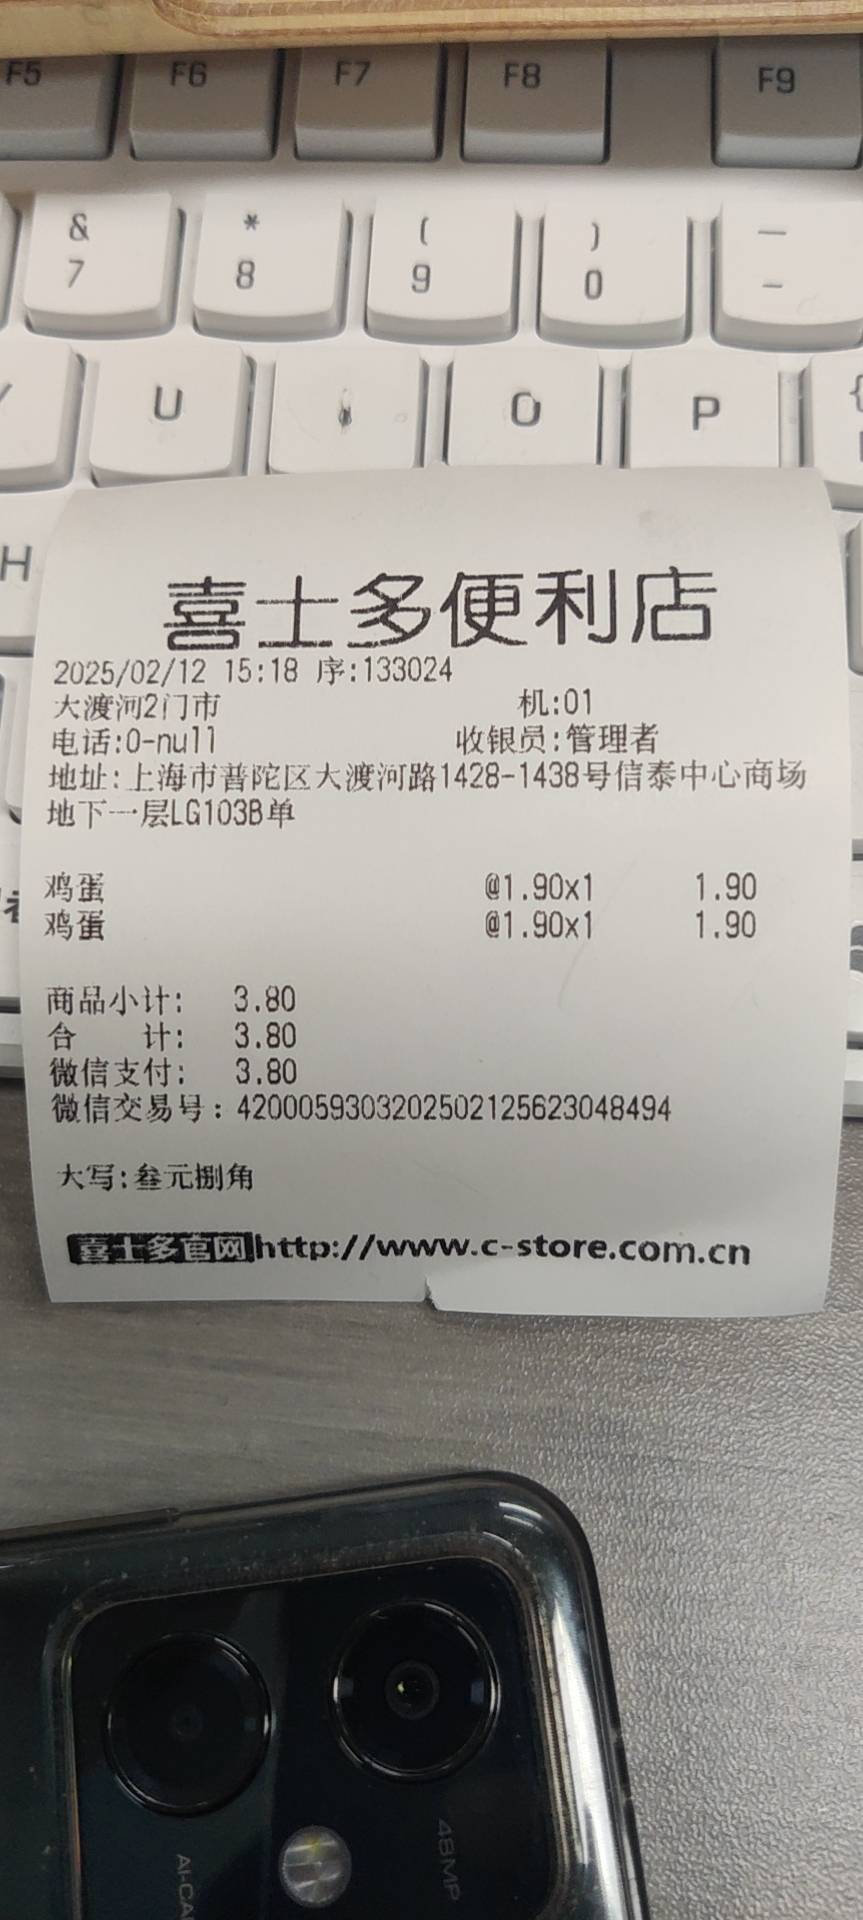 F5 F6 F7 F8 F9
& * ( ) —
7 8 9 0 -
U O P
H
喜士多便利店
2025/02/12 15:18 序:133024
大渡河2门市 机:01
电话:0-null 收银员:管理者
地址:上海市普陀区大渡河路1428-1438号信泰中心商场
地下一层LG103B单
鸡蛋 @1.90x1 1.90
鸡蛋 @1.90x1 1.90
商品小计: 3.80
合 计: 3.80
微信支付: 3.80
微信交易号:4200059303202502125623048494
大写:叁元捌角
喜士多官网http://www.c-store.com.cn
48MP